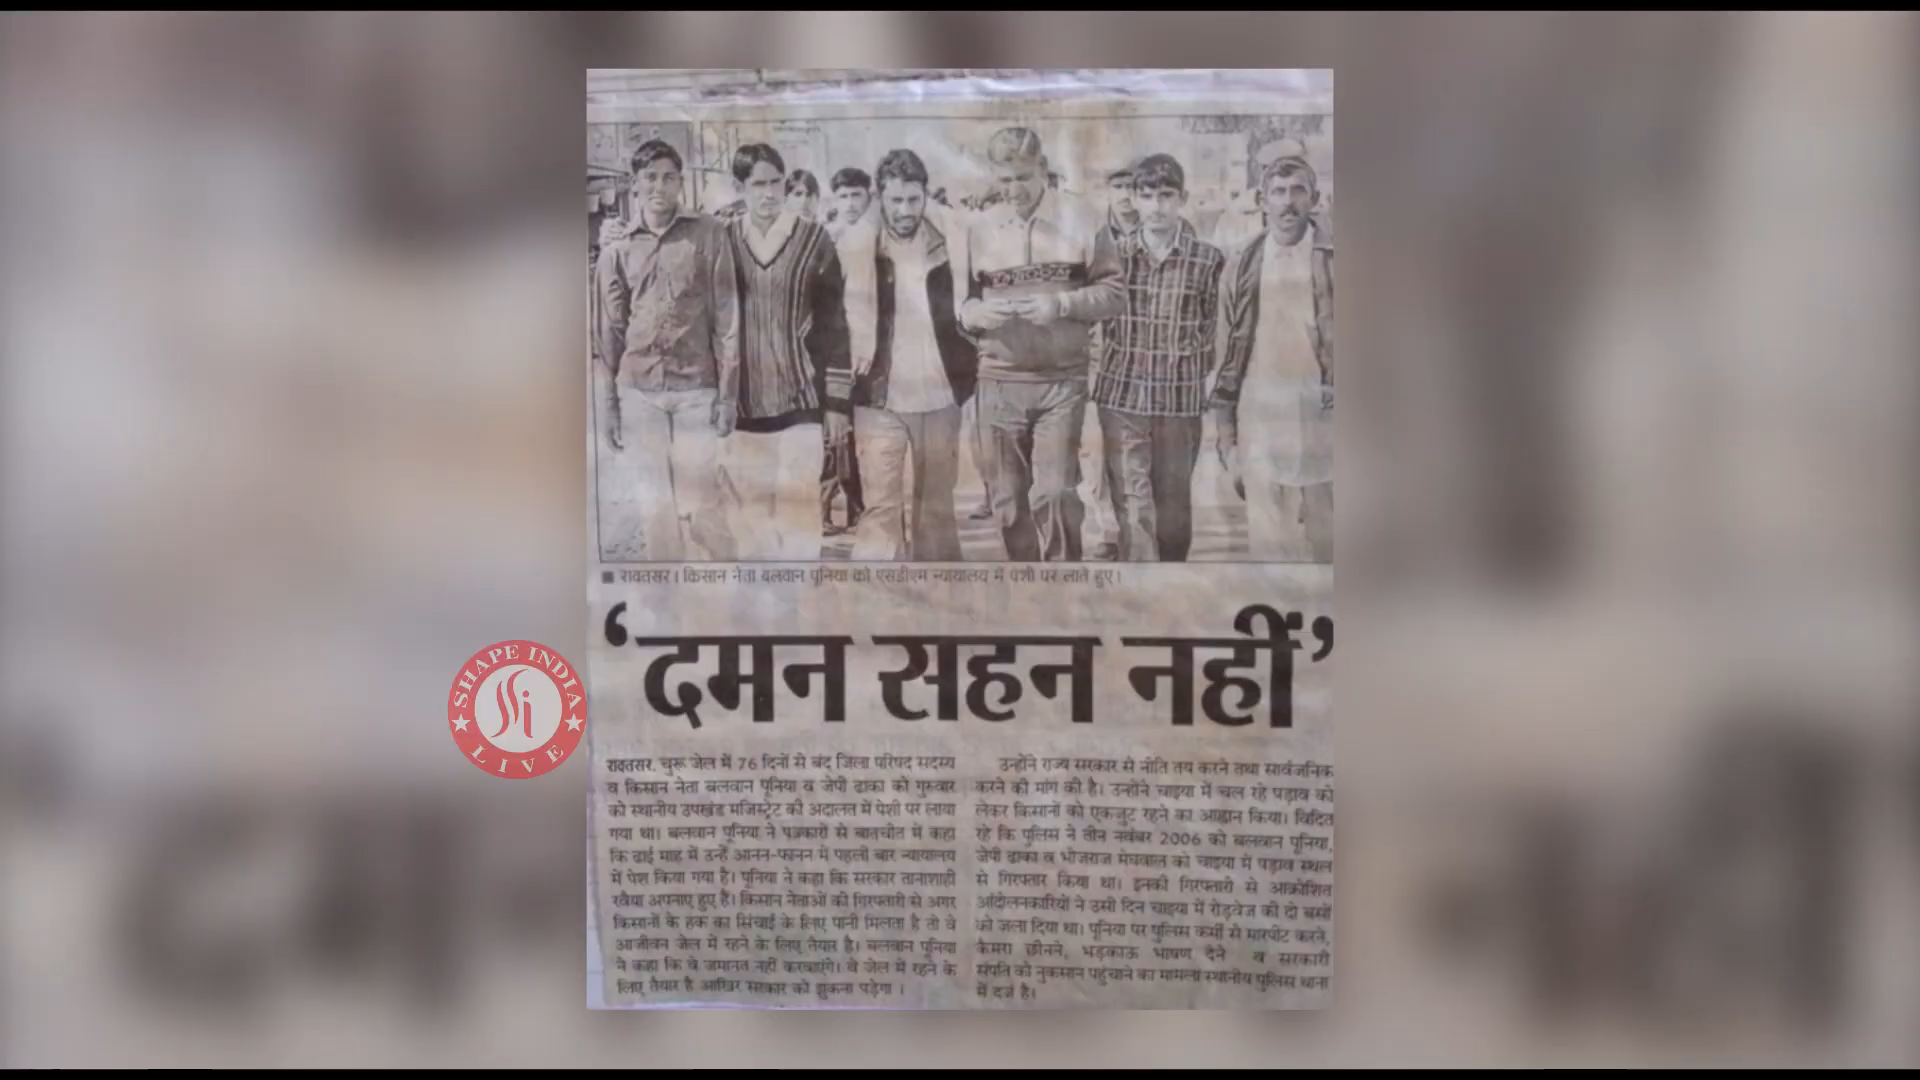 ■ रावतसर। किसान नेता बलवान पूनिया को एसडीएम न्यायालय में पेशी पर लाते हुए।
‘दमन सहन नहीं’
SHAPE INDIA
LIVE
रावतसर. चुरू जेल में 76 दिनों से बंद जिला परिषद सदस्य
व किसान नेता बलवान पूनिया व जेपी ढाका को गुरूवार
को स्थानीय उपखंड मजिस्ट्रेट की अदालत में पेशी पर लाया
गया था। बलवान पूनिया ने पत्रकारों से बातचीत में कहा
कि ढाई माह में उन्हें आनन-फानन में पहली बार न्यायालय
में पेश किया गया है। पूनिया ने कहा कि सरकार तानाशाही
रवैया अपनाए हुए हैं। किसान नेताओं की गिरफ्तारी से अगर
किसानों के हक का सिंचाई के लिए पानी मिलता है तो वे
आजीवन जेल में रहने के लिए तैयार है। बलवान पूनिया
ने कहा कि वे जमानत नहीं करवाएंगे। वे जेल में रहने के
लिए तैयार है आखिर सरकार को झुकना पड़ेगा ।
उन्होंने राज्य सरकार से नीति तय करने तथा सार्वजनिक
करने की मांग की है। उन्होंने चाइया में चल रहे पड़ाव को
लेकर किसानों को एकजुट रहने का आह्वान किया। विदित
रहे कि पुलिस ने तीन नवंबर 2006 को बलवान पूनिया,
जेपी ढाका व भोजराज मेघवाल को चाइया में पड़ाव स्थल
से गिरफ्तार किया था। इनकी गिरफ्तारी से आक्रोशित
आंदोलनकारियों ने उसी दिन चाइया में रोडवेज की दो बसों
को जला दिया था। पूनिया पर पुलिस कर्मी से मारपीट करने,
कैमरा छीनने, भड़काऊ भाषण देने व सरकारी
संपति को नुकसान पहुंचाने का मामला स्थानीय पुलिस थाना
में दर्ज है।